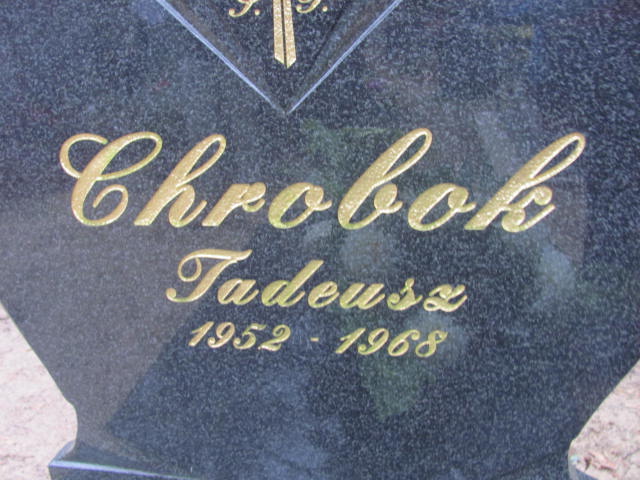 Ś. P.
Chrobok
Tadeusz
1952 - 1968